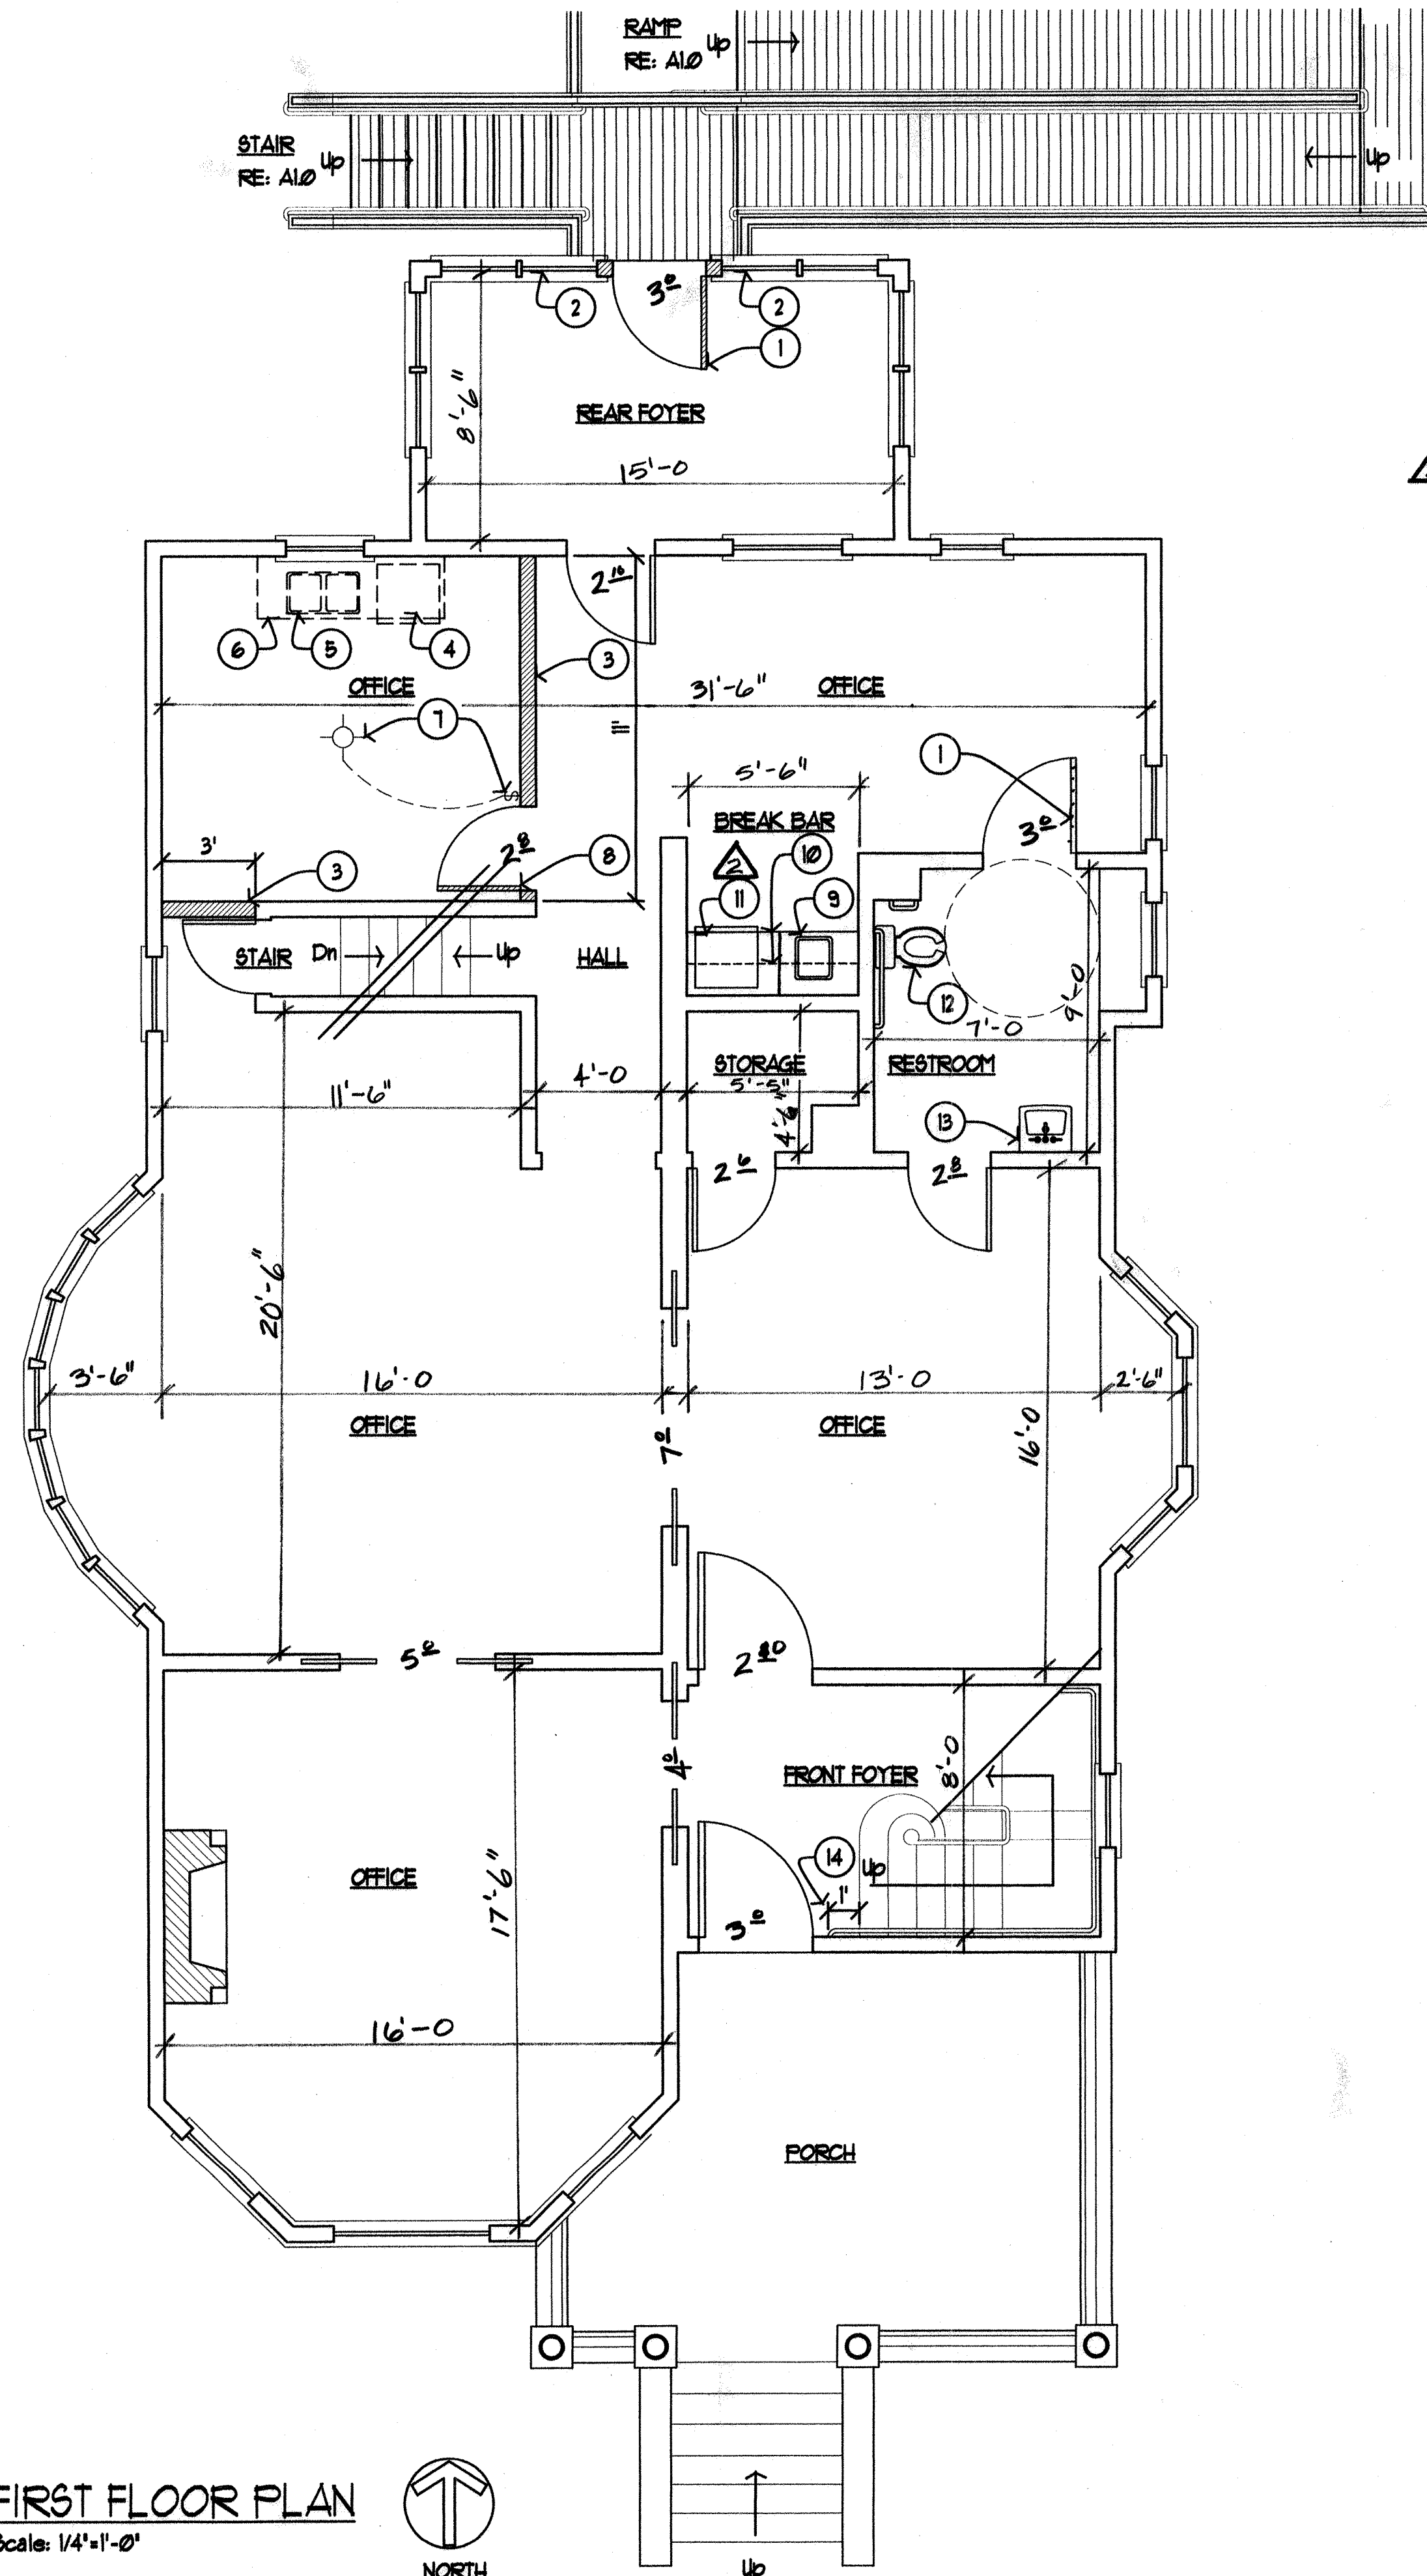 RAMP
RE: A1.0
Up
STAIR
RE: A1.0
Up
Up
3⁰
2
2
1
REAR FOYER
8'-6"
15'-0
2¹⁰
6
5
4
3
OFFICE
31'-6"
OFFICE
7
11'
S
1
5'-6"
BREAK BAR
3⁰
3'
2⁸
8
2
10
3
11
9
STAIR
Dn
Up
HALL
12
9'-0
7'-0
STORAGE
RESTROOM
4'-0
5'-5"
11'-6"
4'-6"
13
2⁶
2⁸
20'-6"
3'-6"
16'-0
13'-0
2'-6"
OFFICE
OFFICE
7⁰
16'-0
5⁰
4⁰
FRONT FOYER
8'-0
14
Up
1'
OFFICE
17'-6"
3⁰
16'-0
PORCH
FIRST FLOOR PLAN
Scale: 1/4"=1'-0"
NORTH
Up